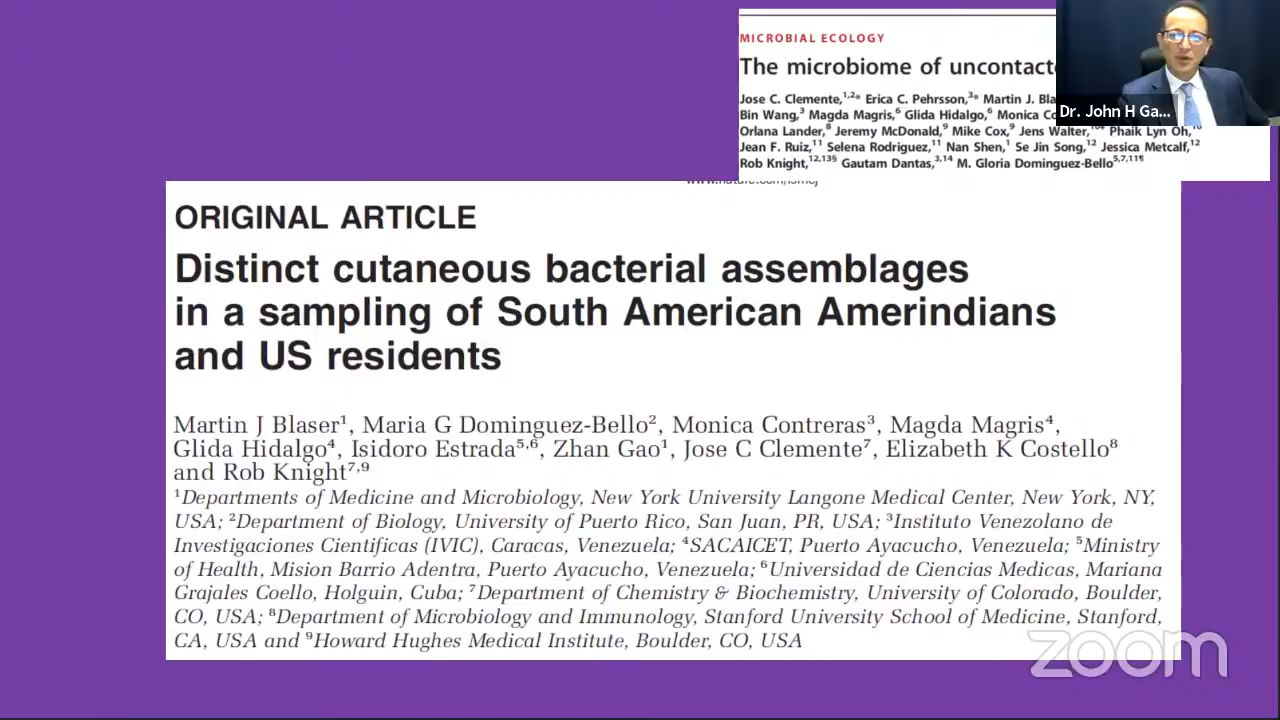 MICROBIAL ECOLOGY
The microbiome of uncontacte
Jose C. Clemente,¹,²* Erica C. Pehrsson,³* Martin J. Bla
Bin Wang,³ Magda Magris,⁶ Glida Hidalgo,⁶ Monica Co
Orlana Lander,⁸ Jeremy McDonald,⁹ Mike Cox,⁹ Jens Walter, Phaik Lyn Oh,
Jean F. Ruiz,¹¹ Selena Rodriguez,¹¹ Nan Shen,¹ Se Jin Song,¹² Jessica Metcalf,¹²
Rob Knight,¹²,¹³§ Gautam Dantas,³,¹⁴ M. Gloria Dominguez-Bello⁵,⁷,¹¹¶
Dr. John H Ga...
www.nature.com/ismej
ORIGINAL ARTICLE
Distinct cutaneous bacterial assemblages
in a sampling of South American Amerindians
and US residents
Martin J Blaser¹, Maria G Dominguez-Bello², Monica Contreras³, Magda Magris⁴,
Glida Hidalgo⁴, Isidoro Estrada⁵,⁶, Zhan Gao¹, Jose C Clemente⁷, Elizabeth K Costello⁸
and Rob Knight⁷,⁹
¹Departments of Medicine and Microbiology, New York University Langone Medical Center, New York, NY,
USA; ²Department of Biology, University of Puerto Rico, San Juan, PR, USA; ³Instituto Venezolano de
Investigaciones Cientificas (IVIC), Caracas, Venezuela; ⁴SACAICET, Puerto Ayacucho, Venezuela; ⁵Ministry
of Health, Mision Barrio Adentra, Puerto Ayacucho, Venezuela; ⁶Universidad de Ciencias Medicas, Mariana
Grajales Coello, Holguin, Cuba; ⁷Department of Chemistry & Biochemistry, University of Colorado, Boulder,
CO, USA; ⁸Department of Microbiology and Immunology, Stanford University School of Medicine, Stanford,
CA, USA and ⁹Howard Hughes Medical Institute, Boulder, CO, USA
zoom